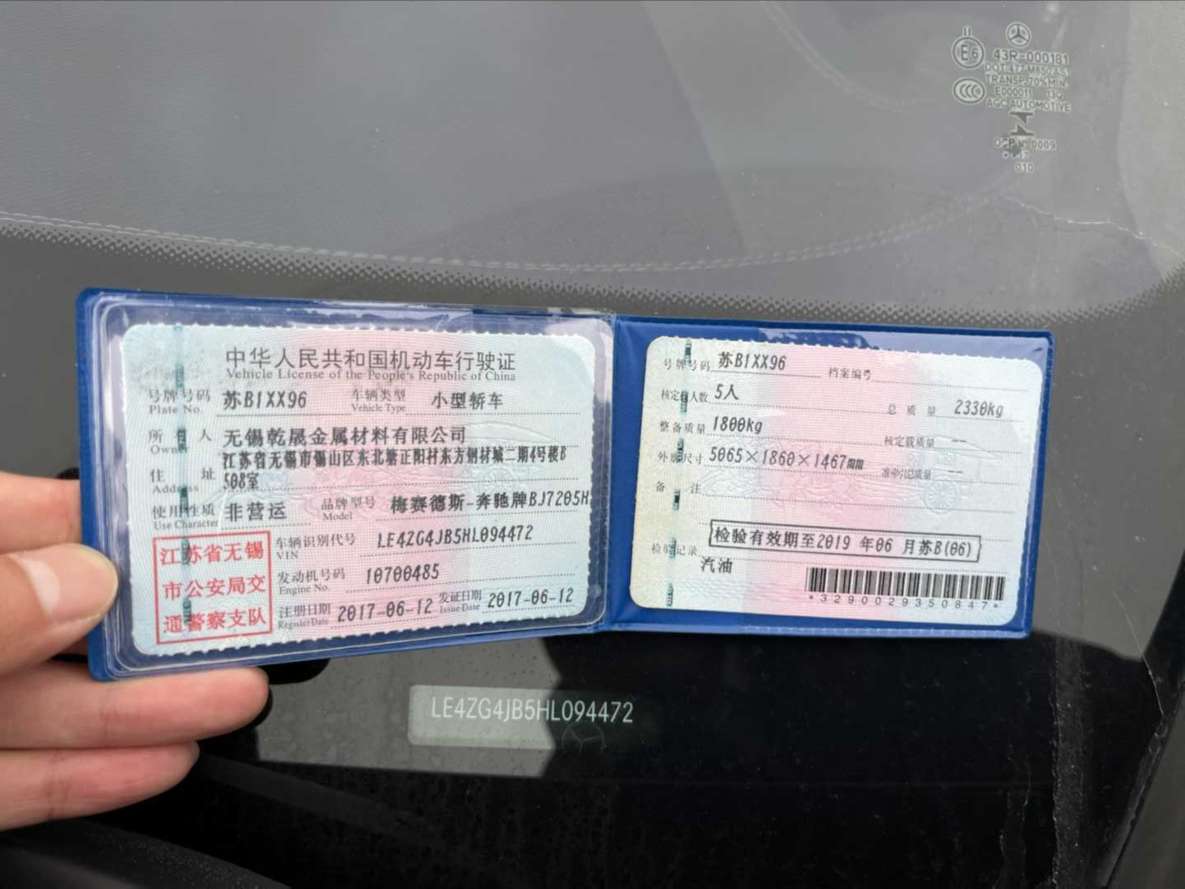 II
E6
43R-000181
TRANSP.70%MIN.
CCC
E000011
AGC AUTOMOTIVE
010
中华人民共和国机动车行驶证
Vehicle License of the People's Republic of China
号牌号码 苏B1XX96 车辆类型 小型轿车
Plate No. Vehicle Type
所有人 无锡乾晟金属材料有限公司
Owner
住址 江苏省无锡市锡山区东北塘正阳村东方钢材城二期4号楼B
508室
Address
使用性质 非营运 品牌型号 梅赛德斯-奔驰牌BJ7205H
Use Character Model
江苏省无锡
市公安局交
通警察支队
车辆识别代号 LE4ZG4JB5HL094472
VIN
发动机号码 10700485
Engine No.
注册日期 2017-06-12 发证日期 2017-06-12
Register Date Issue Date
号牌号码 苏B1XX96 档案编号
核定人数 5人 总质量 2330kg
整备质量 1800kg 核定载质量 --
外廓尺寸 5065×1860×1467mm 准牵引总质量 --
备注
检验有效期至2019 年06 月苏B(06)
检验记录
汽油
*3290029350847*
LE4ZG4JB5HL094472